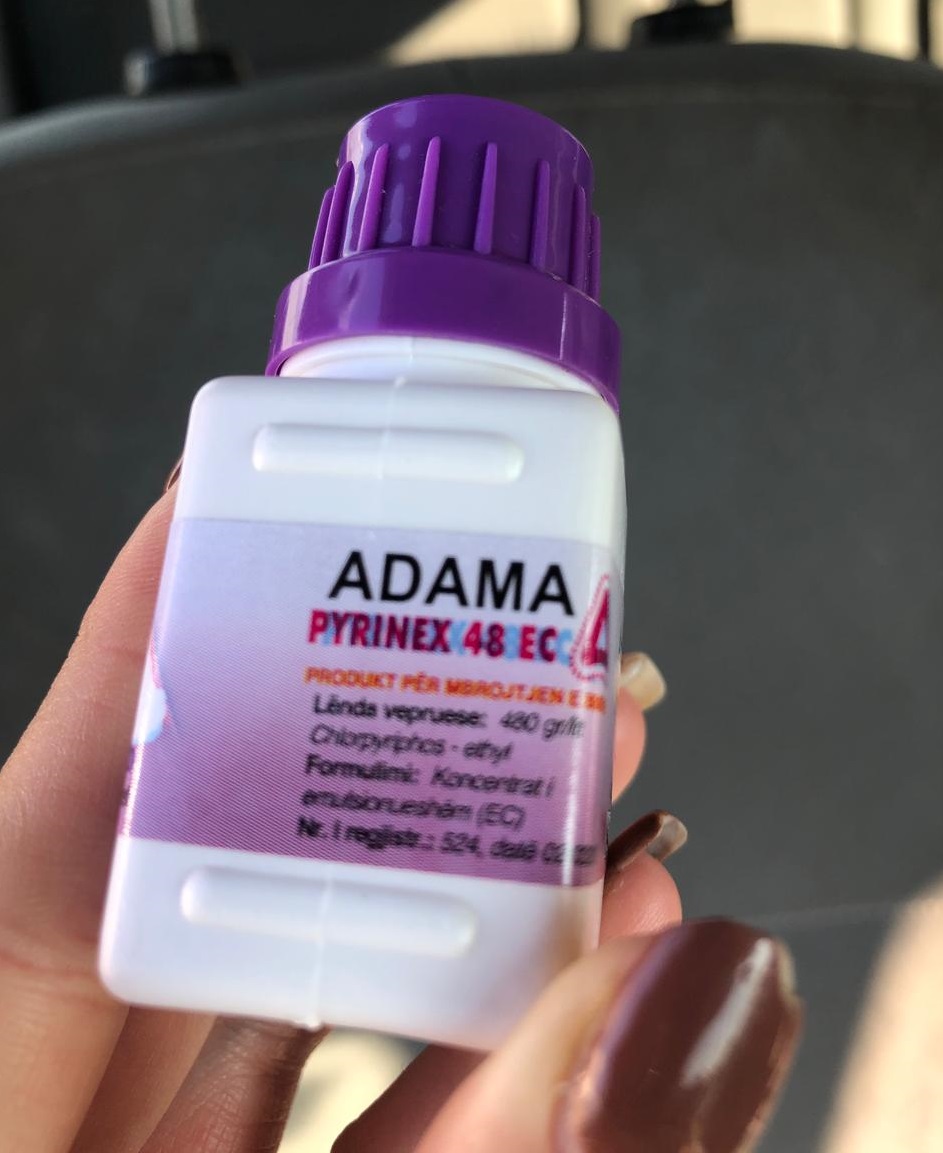 ADAMA
PYRINEX 48 EC
PRODUKT PËR MBROJTJEN E
Lënda vepruese: 480 gr/lit
Chlorpyriphos - ethyl
Formulimi: Koncentrat i
emulsionueshëm (EC)
Nr. i regjistr.: 524, datë